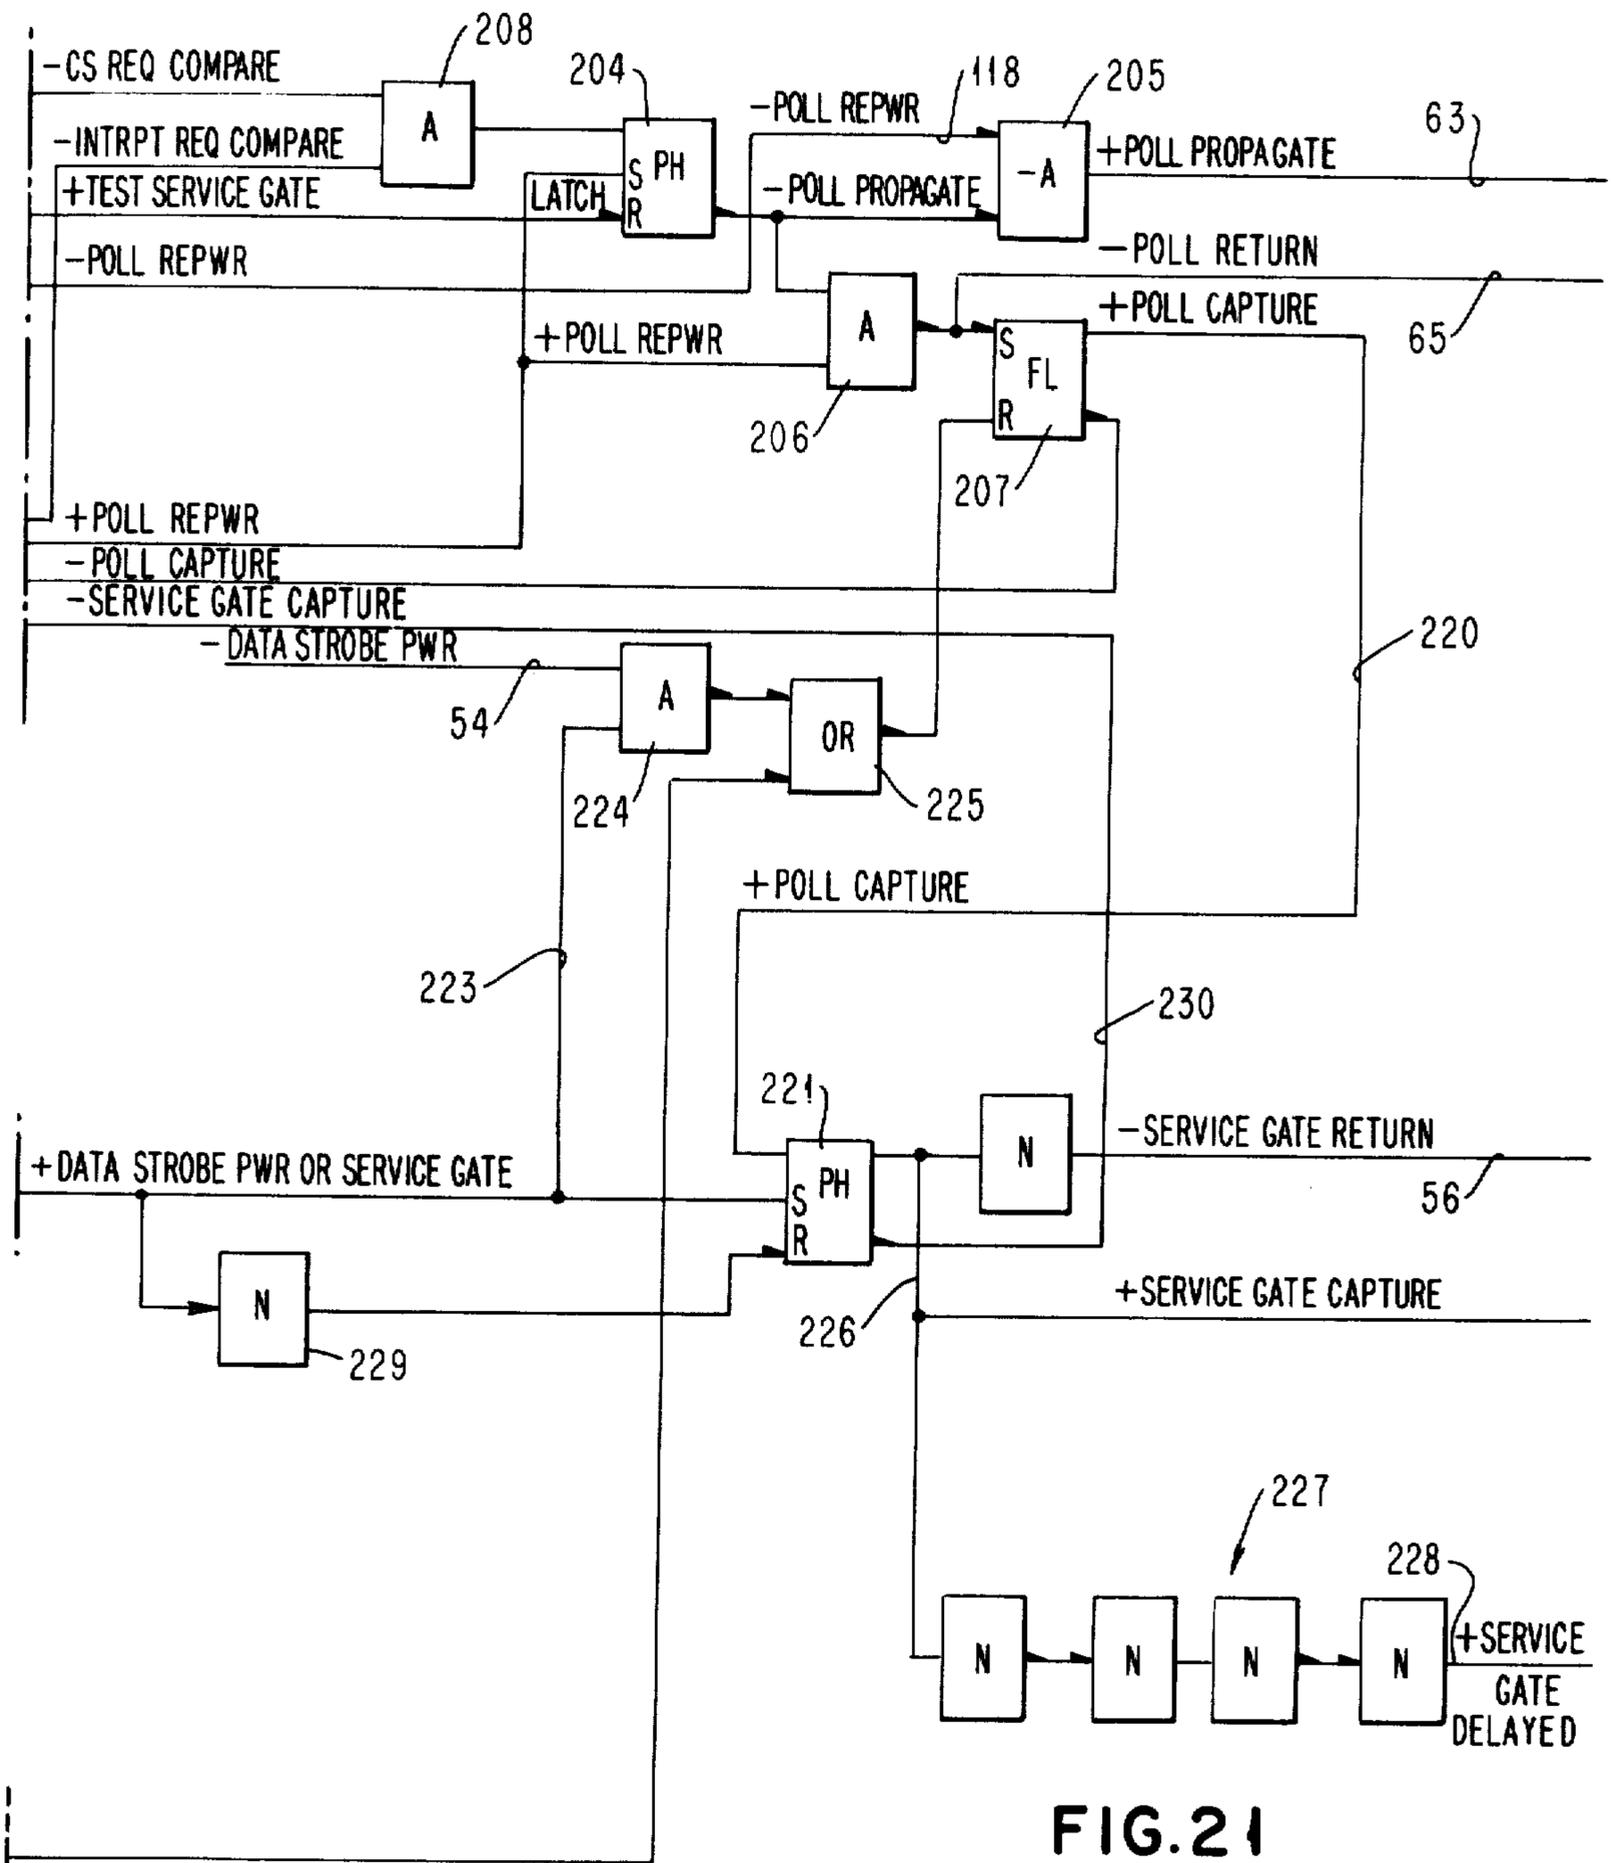 208
-CS REQ COMPARE
A
204
118
205
-POLL REPWR
63
-INTRPT REQ COMPARE
S PH
-A
+POLL PROPAGATE
+TEST SERVICE GATE
LATCH
R
-POLL PROPAGATE
-POLL REPWR
-POLL RETURN
+POLL REPWR
A
+POLL CAPTURE
65
S
FL
R
206
207
+POLL REPWR
-POLL CAPTURE
-SERVICE GATE CAPTURE
-DATA STROBE PWR
220
54
A
OR
224
225
+POLL CAPTURE
223
230
221
-SERVICE GATE RETURN
N
+DATA STROBE PWR OR SERVICE GATE
S PH
R
56
N
+SERVICE GATE CAPTURE
226
229
227
228
+SERVICE
N
N
N
N
GATE
DELAYED
FIG.21